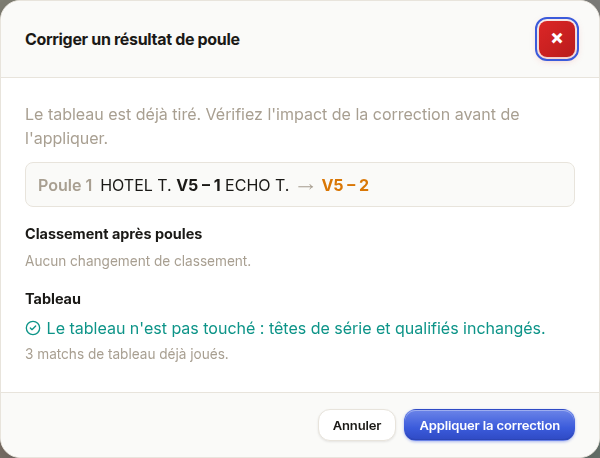 Corriger un résultat de poule
Le tableau est déjà tiré. Vérifiez l'impact de la correction avant de
l'appliquer.
Poule 1 HOTEL T. V5 – 1 ECHO T. → V5 – 2
Classement après poules
Aucun changement de classement.
Tableau
Le tableau n'est pas touché : têtes de série et qualifiés inchangés.
3 matchs de tableau déjà joués.
Annuler Appliquer la correction